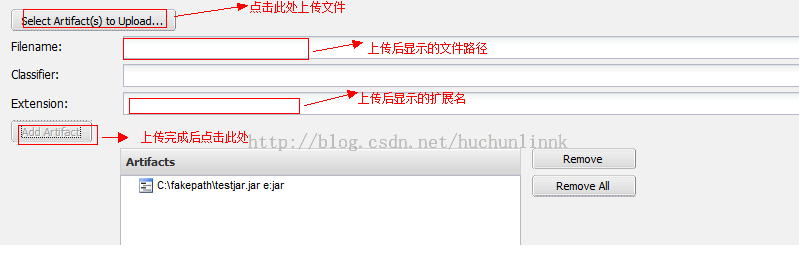 Select Artifact(s) to Upload...
点击此处上传文件
Filename:
上传后显示的文件路径
Classifier:
Extension:
上传后显示的扩展名
Add Artifact
上传完成后点击此处
http://blog.csdn.net/huchunlinnk
Artifacts
Remove
C:\fakepath\testjar.jar e:jar
Remove All